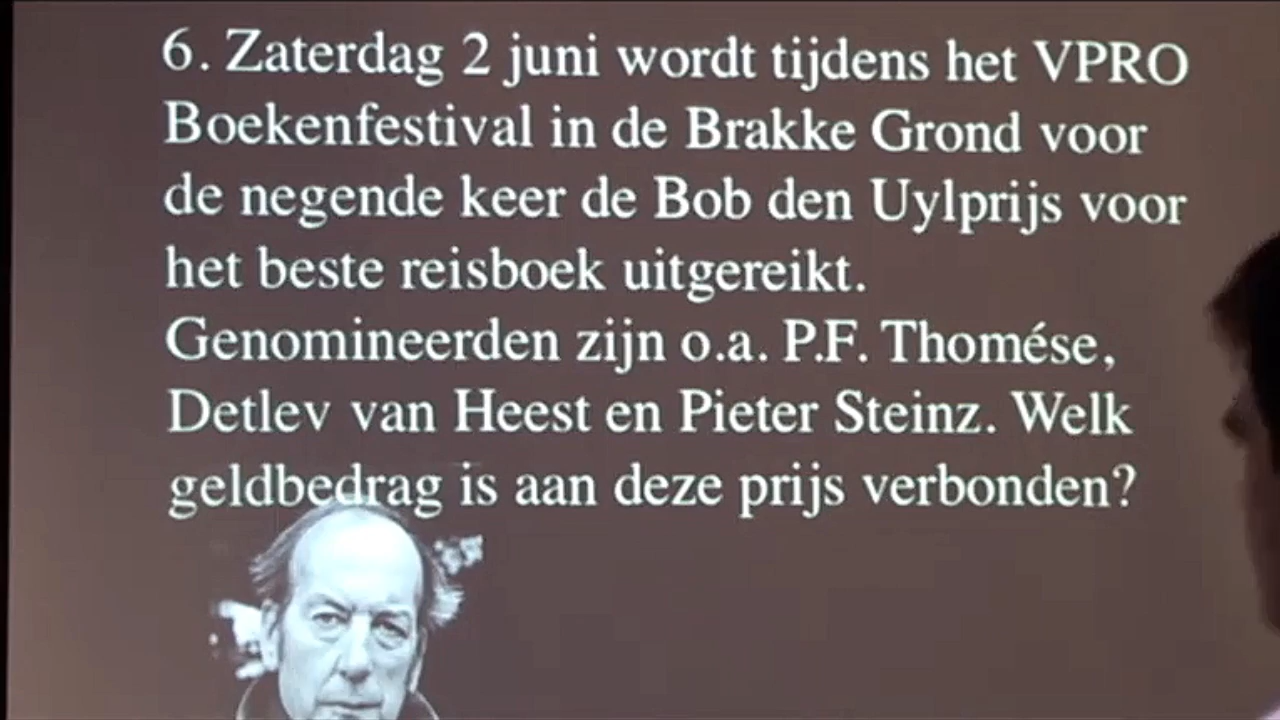 6. Zaterdag 2 juni wordt tijdens het VPRO
Boekenfestival in de Brakke Grond voor
de negende keer de Bob den Uylprijs voor
het beste reisboek uitgereikt.
Genomineerden zijn o.a. P.F. Thomése,
Detlev van Heest en Pieter Steinz. Welk
geldbedrag is aan deze prijs verbonden?